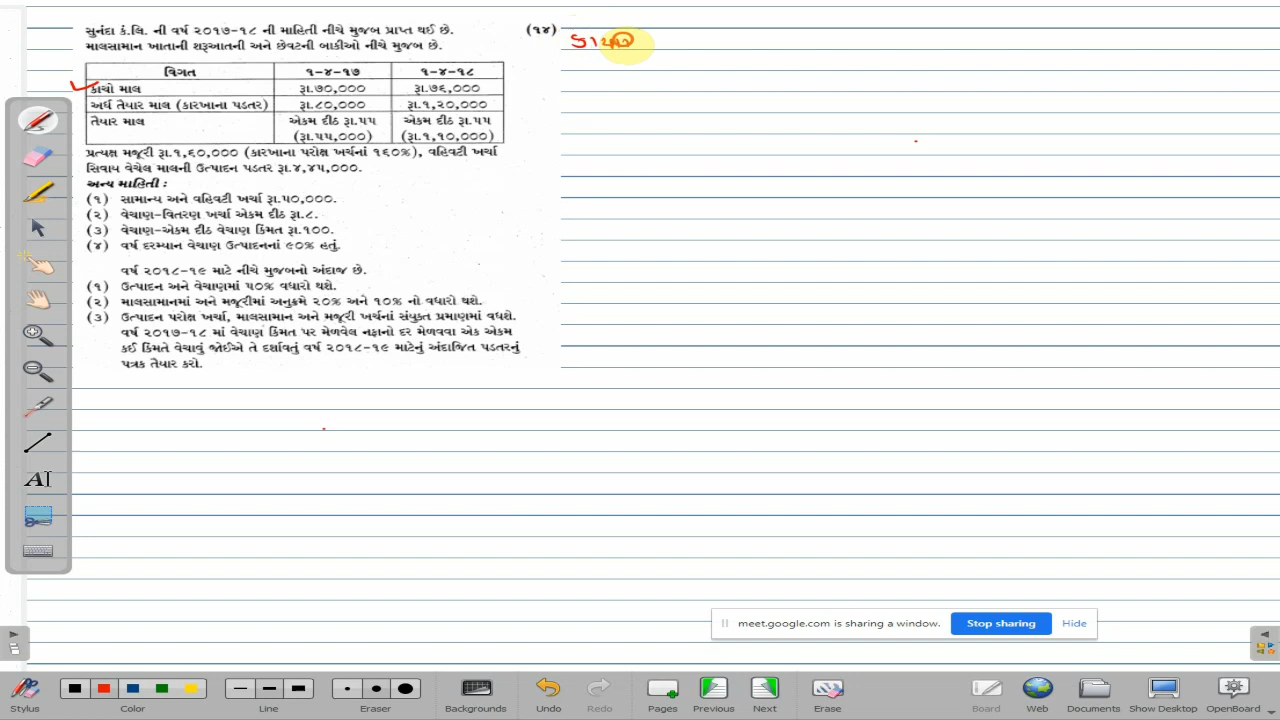 સુનંદા કં.લિ. ની વર્ષ ૨૦૧૭-૧૮ ની માહિતી નીચે મુજબ પ્રાપ્ત થઈ છે. (૧૪)
માલસામાન ખાતાની શરૂઆતની અને છેવટની બાકીઓ નીચે મુજબ છે.
વિગત ૧-૪-૧૭ ૧-૪-૧૮
કાચો માલ રૂા.૭૦,૦૦૦ રૂા.૭૬,૦૦૦
અર્ધ તૈયાર માલ (કારખાના પડતર) રૂા.૮૦,૦૦૦ રૂા.૧,૨૦,૦૦૦
તૈયાર માલ એકમ દીઠ રૂા.૫૫ એકમ દીઠ રૂા.૫૫
(રૂા.૫૫,૦૦૦) (રૂા.૧,૧૦,૦૦૦)
પ્રત્યક્ષ મજૂરી રૂા.૧,૬૦,૦૦૦ (કારખાના પરોક્ષ ખર્ચનાં ૧૬૦%), વહિવટી ખર્ચા
સિવાય વેચેલ માલની ઉત્પાદન પડતર રૂા.૪,૪૫,૦૦૦.
અન્ય માહિતી :
(૧) સામાન્ય અને વહિવટી ખર્ચા રૂા.૫૦,૦૦૦.
(૨) વેચાણ-વિતરણ ખર્ચા એકમ દીઠ રૂા.૮.
(૩) વેચાણ-એકમ દીઠ વેચાણ કિંમત રૂા.૧૦૦.
(૪) વર્ષ દરમ્યાન વેચાણ ઉત્પાદનનાં ૯૦% હતું.
વર્ષ ૨૦૧૮-૧૯ માટે નીચે મુજબનો અંદાજ છે.
(૧) ઉત્પાદન અને વેચાણમાં ૫૦% વધારો થશે.
(૨) માલસામાનમાં અને મજૂરીમાં અનુક્રમે ૨૦% અને ૧૦% નો વધારો થશે.
(૩) ઉત્પાદન પરોક્ષ ખર્ચા, માલસામાન અને મજૂરી ખર્ચનાં સંયુક્ત પ્રમાણમાં વધશે.
વર્ષ ૨૦૧૭-૧૮ માં વેચાણ કિંમત પર મેળવેલ નફાનો દર મેળવવા એક એકમ
કઈ કિંમતે વેચાવું જોઈએ તે દર્શાવતું વર્ષ ૨૦૧૮-૧૯ માટેનું અંદાજિત પડતરનું
પત્રક તૈયાર કરો.
AI
meet.google.com is sharing a window. Stop sharing Hide
Stylus Color Line Eraser Backgrounds Undo Redo Pages Previous Next Erase Board Web Documents Show Desktop OpenBoard